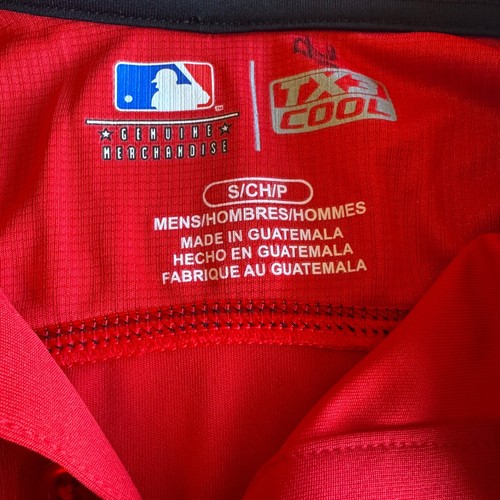 TX3
COOL
GENUINE
MERCHANDISE
S/CH/P
MENS/HOMBRES/HOMMES
MADE IN GUATEMALA
HECHO EN GUATEMALA
FABRIQUE AU GUATEMALA